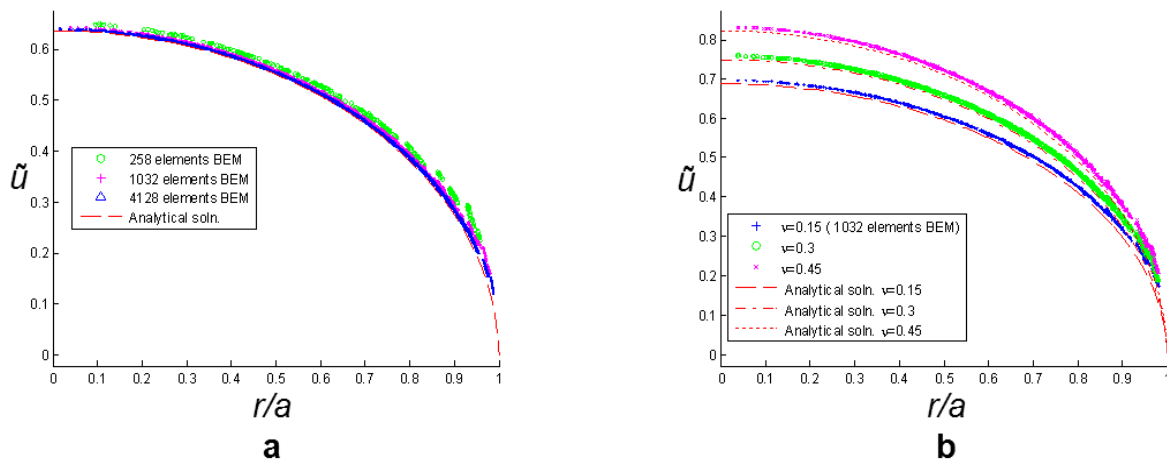 0.6
0.5
0.4
0.3
0.2
0.1
0
ũ
258 elements BEM
1032 elements BEM
4128 elements BEM
Analytical soln.
0 0.1 0.2 0.3 0.4 0.5 0.6 0.7 0.8 0.9 1
r/a
a
0.9
0.8
0.7
0.6
0.5
0.4
0.3
0.2
0.1
0
ũ
ν=0.15 ( 1032 elements BEM)
ν=0.3
ν=0.45
Analytical soln. ν=0.15
Analytical soln. ν=0.3
Analytical soln. ν=0.45
0 0.1 0.2 0.3 0.4 0.5 0.6 0.7 0.8 0.9 1
r/a
b